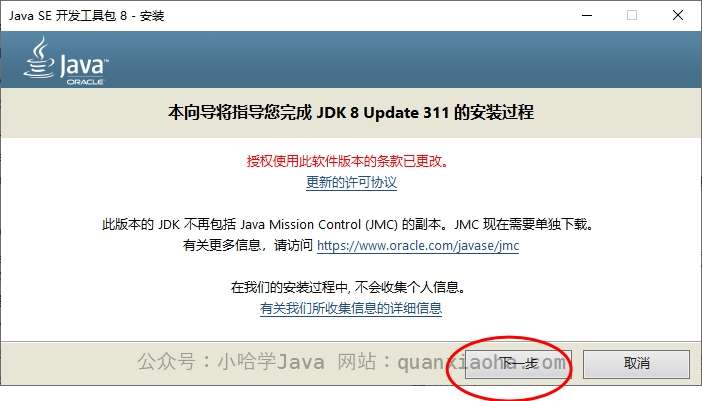 Java SE 开发工具包 8 - 安装
Java™
ORACLE
本向导将指导您完成 JDK 8 Update 311 的安装过程
授权使用此软件版本的条款已更改。
更新的许可协议
此版本的 JDK 不再包括 Java Mission Control (JMC) 的副本。JMC 现在需要单独下载。
有关更多信息，请访问 https://www.oracle.com/javase/jmc
在我们的安装过程中, 不会收集个人信息。
有关我们所收集信息的详细信息
公众号：小哈学Java 网站：quanxiaoha.com
下一步
取消